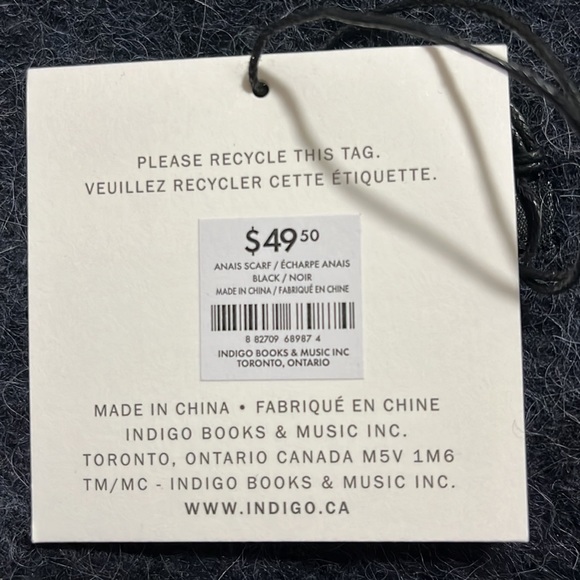 PLEASE RECYCLE THIS TAG.
VEUILLEZ RECYCLER CETTE ÉTIQUETTE.
$49 50
ANAIS SCARF / ÉCHARPE ANAIS
BLACK / NOIR
MADE IN CHINA / FABRIQUÉ EN CHINE
8 82709 68987 4
INDIGO BOOKS & MUSIC INC
TORONTO, ONTARIO
MADE IN CHINA • FABRIQUÉ EN CHINE
INDIGO BOOKS & MUSIC INC.
TORONTO, ONTARIO CANADA M5V 1M6
TM/MC - INDIGO BOOKS & MUSIC INC.
WWW.INDIGO.CA